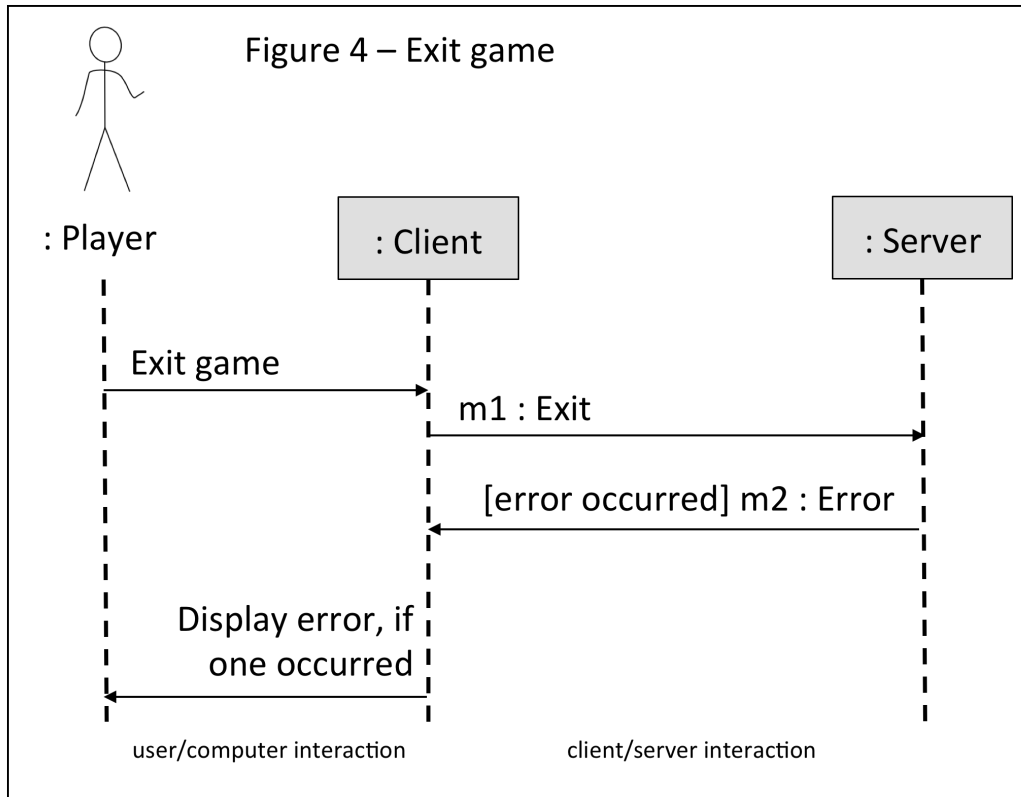 Figure 4 – Exit game
: Player
: Client
: Server
Exit game
m1 : Exit
[error occurred] m2 : Error
Display error, if
one occurred
user/computer interaction
client/server interaction